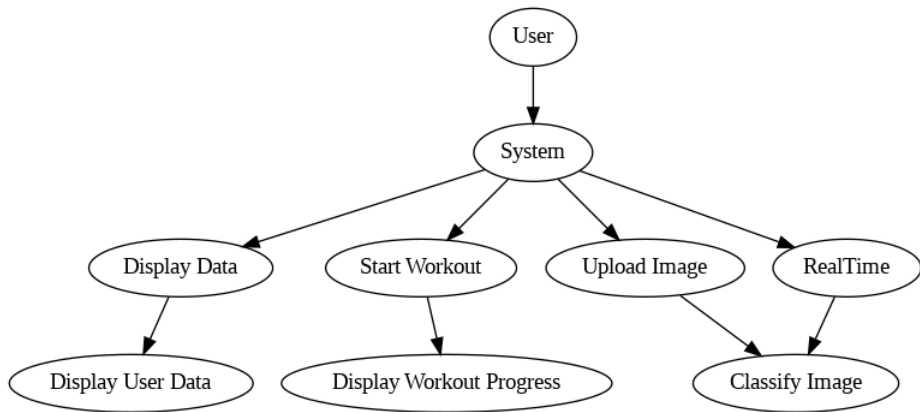 User
System
Display Data
Start Workout
Upload Image
RealTime
Display User Data
Display Workout Progress
Classify Image